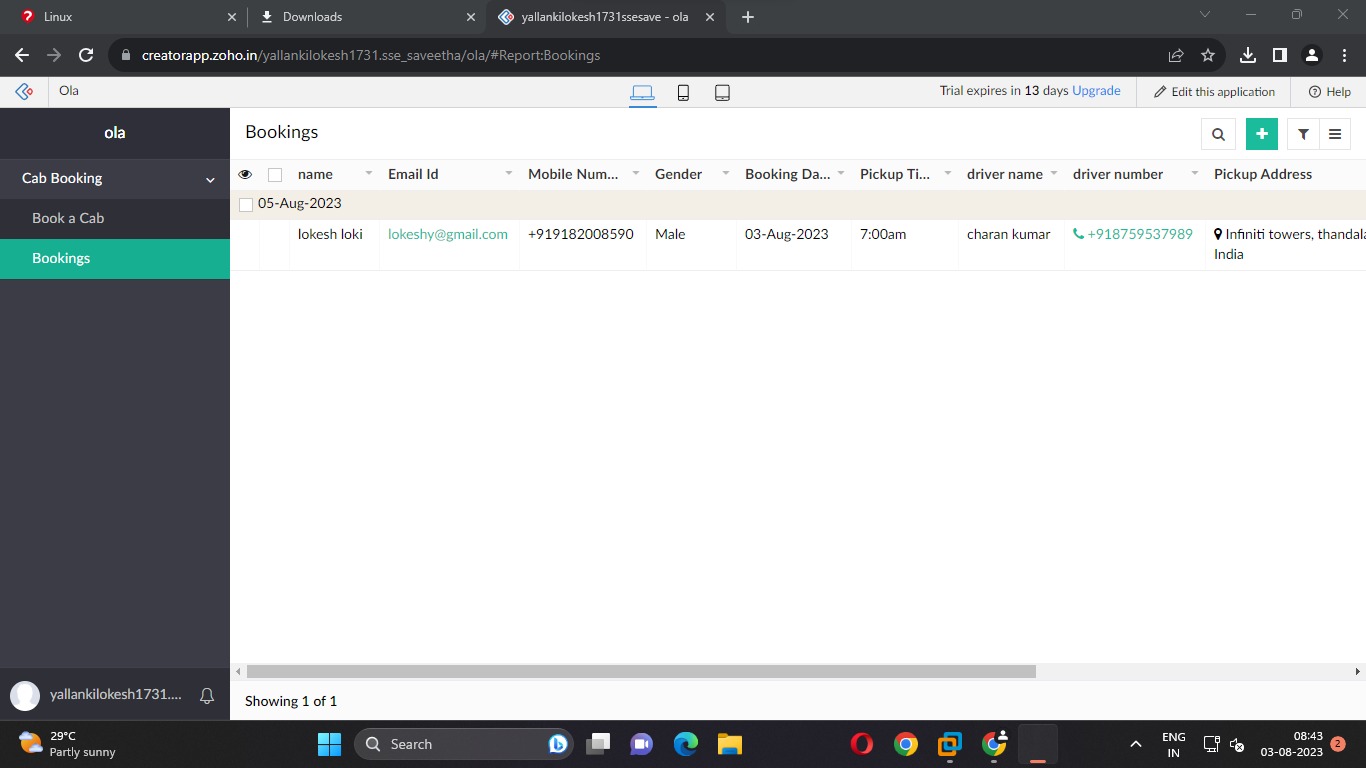 Linux
Downloads
yallankilokesh1731ssesave - ola
creatorapp.zoho.in/yallankilokesh1731.sse_saveetha/ola/#Report:Bookings
Ola
Trial expires in 13 days Upgrade
Edit this application
Help
ola
Cab Booking
Book a Cab
Bookings
Bookings
name Email Id Mobile Num... Gender Booking Da... Pickup Ti... driver name driver number Pickup Address
05-Aug-2023
lokesh loki lokeshy@gmail.com +919182008590 Male 03-Aug-2023 7:00am charan kumar +918759537989 Infiniti towers, thandala
India
yallankilokesh1731....
Showing 1 of 1
29°C
Partly sunny
Search
ENG
IN
08:43
03-08-2023
2